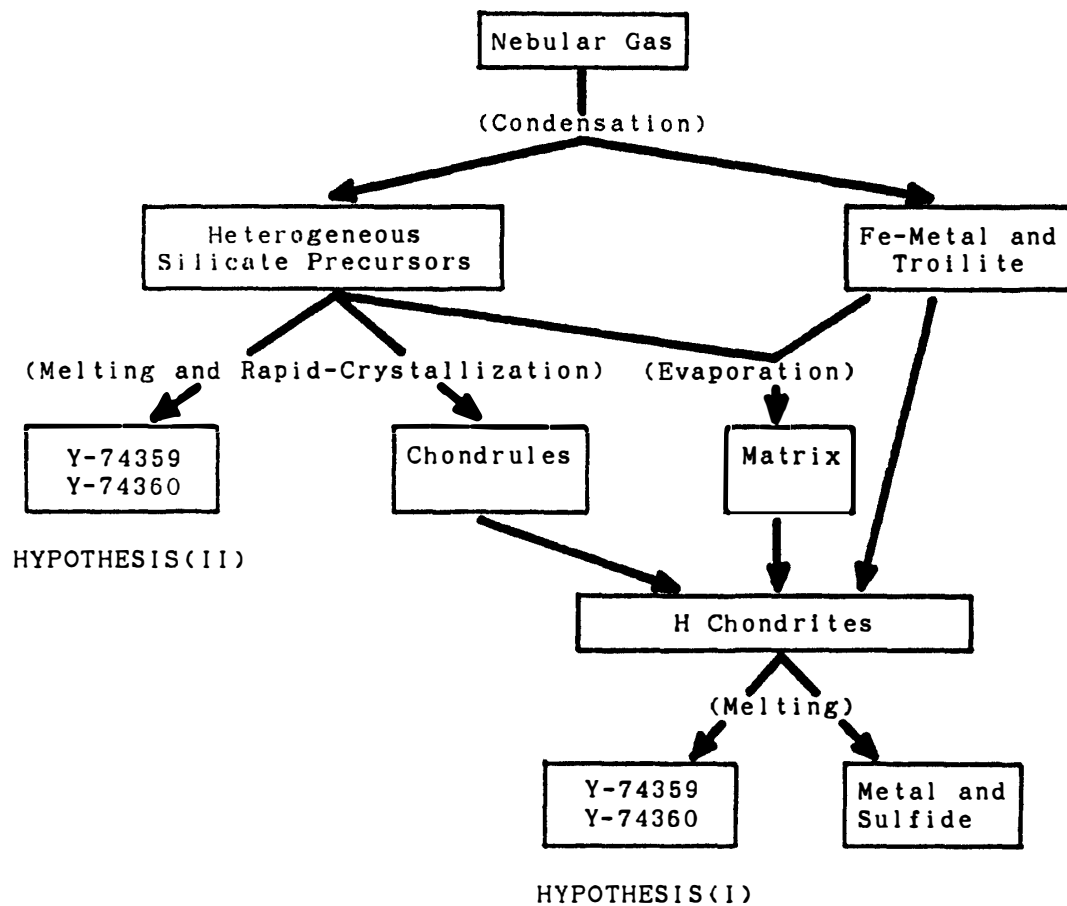 Nebular Gas
(Condensation)
Heterogeneous
Silicate Precursors
Fe-Metal and
Troilite
(Melting and Rapid-Crystallization)
(Evaporation)
Y-74359
Y-74360
Chondrules
Matrix
HYPOTHESIS(II)
H Chondrites
(Melting)
Y-74359
Y-74360
Metal and
Sulfide
HYPOTHESIS(I)